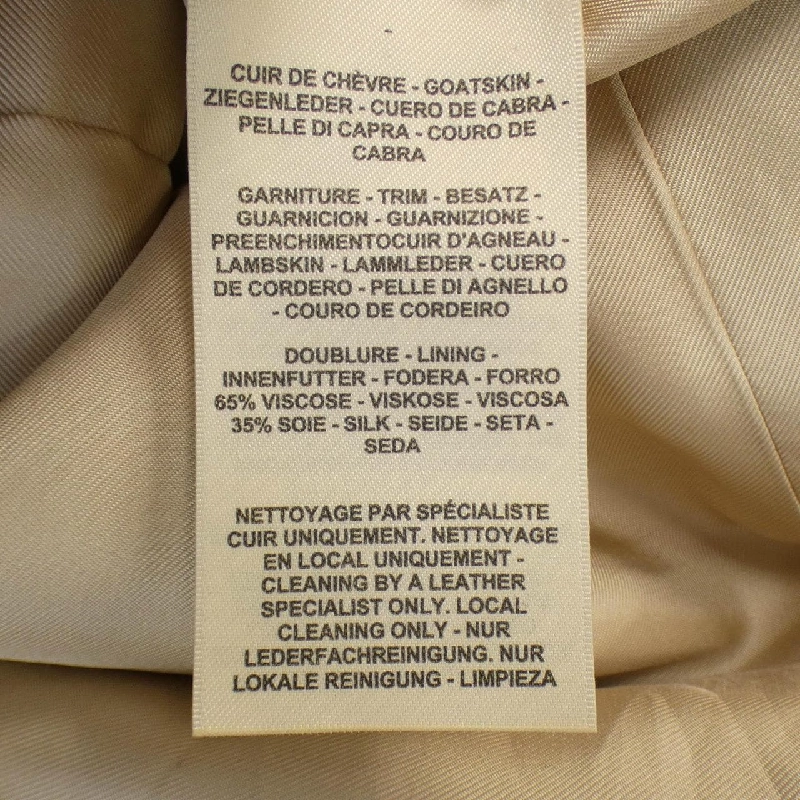 CUIR DE CHÈVRE - GOATSKIN -
ZIEGENLEDER - CUERO DE CABRA -
PELLE DI CAPRA - COURO DE
CABRA
GARNITURE - TRIM - BESATZ -
GUARNICION - GUARNIZIONE -
PREENCHIMENTOCUIR D'AGNEAU -
LAMBSKIN - LAMMLEDER - CUERO
DE CORDERO - PELLE DI AGNELLO
- COURO DE CORDEIRO
DOUBLURE - LINING -
INNENFUTTER - FODERA - FORRO
65% VISCOSE - VISKOSE - VISCOSA
35% SOIE - SILK - SEIDE - SETA -
SEDA
NETTOYAGE PAR SPÉCIALISTE
CUIR UNIQUEMENT. NETTOYAGE
EN LOCAL UNIQUEMENT -
CLEANING BY A LEATHER
SPECIALIST ONLY. LOCAL
CLEANING ONLY - NUR
LEDERFACHREINIGUNG. NUR
LOKALE REINIGUNG - LIMPIEZA